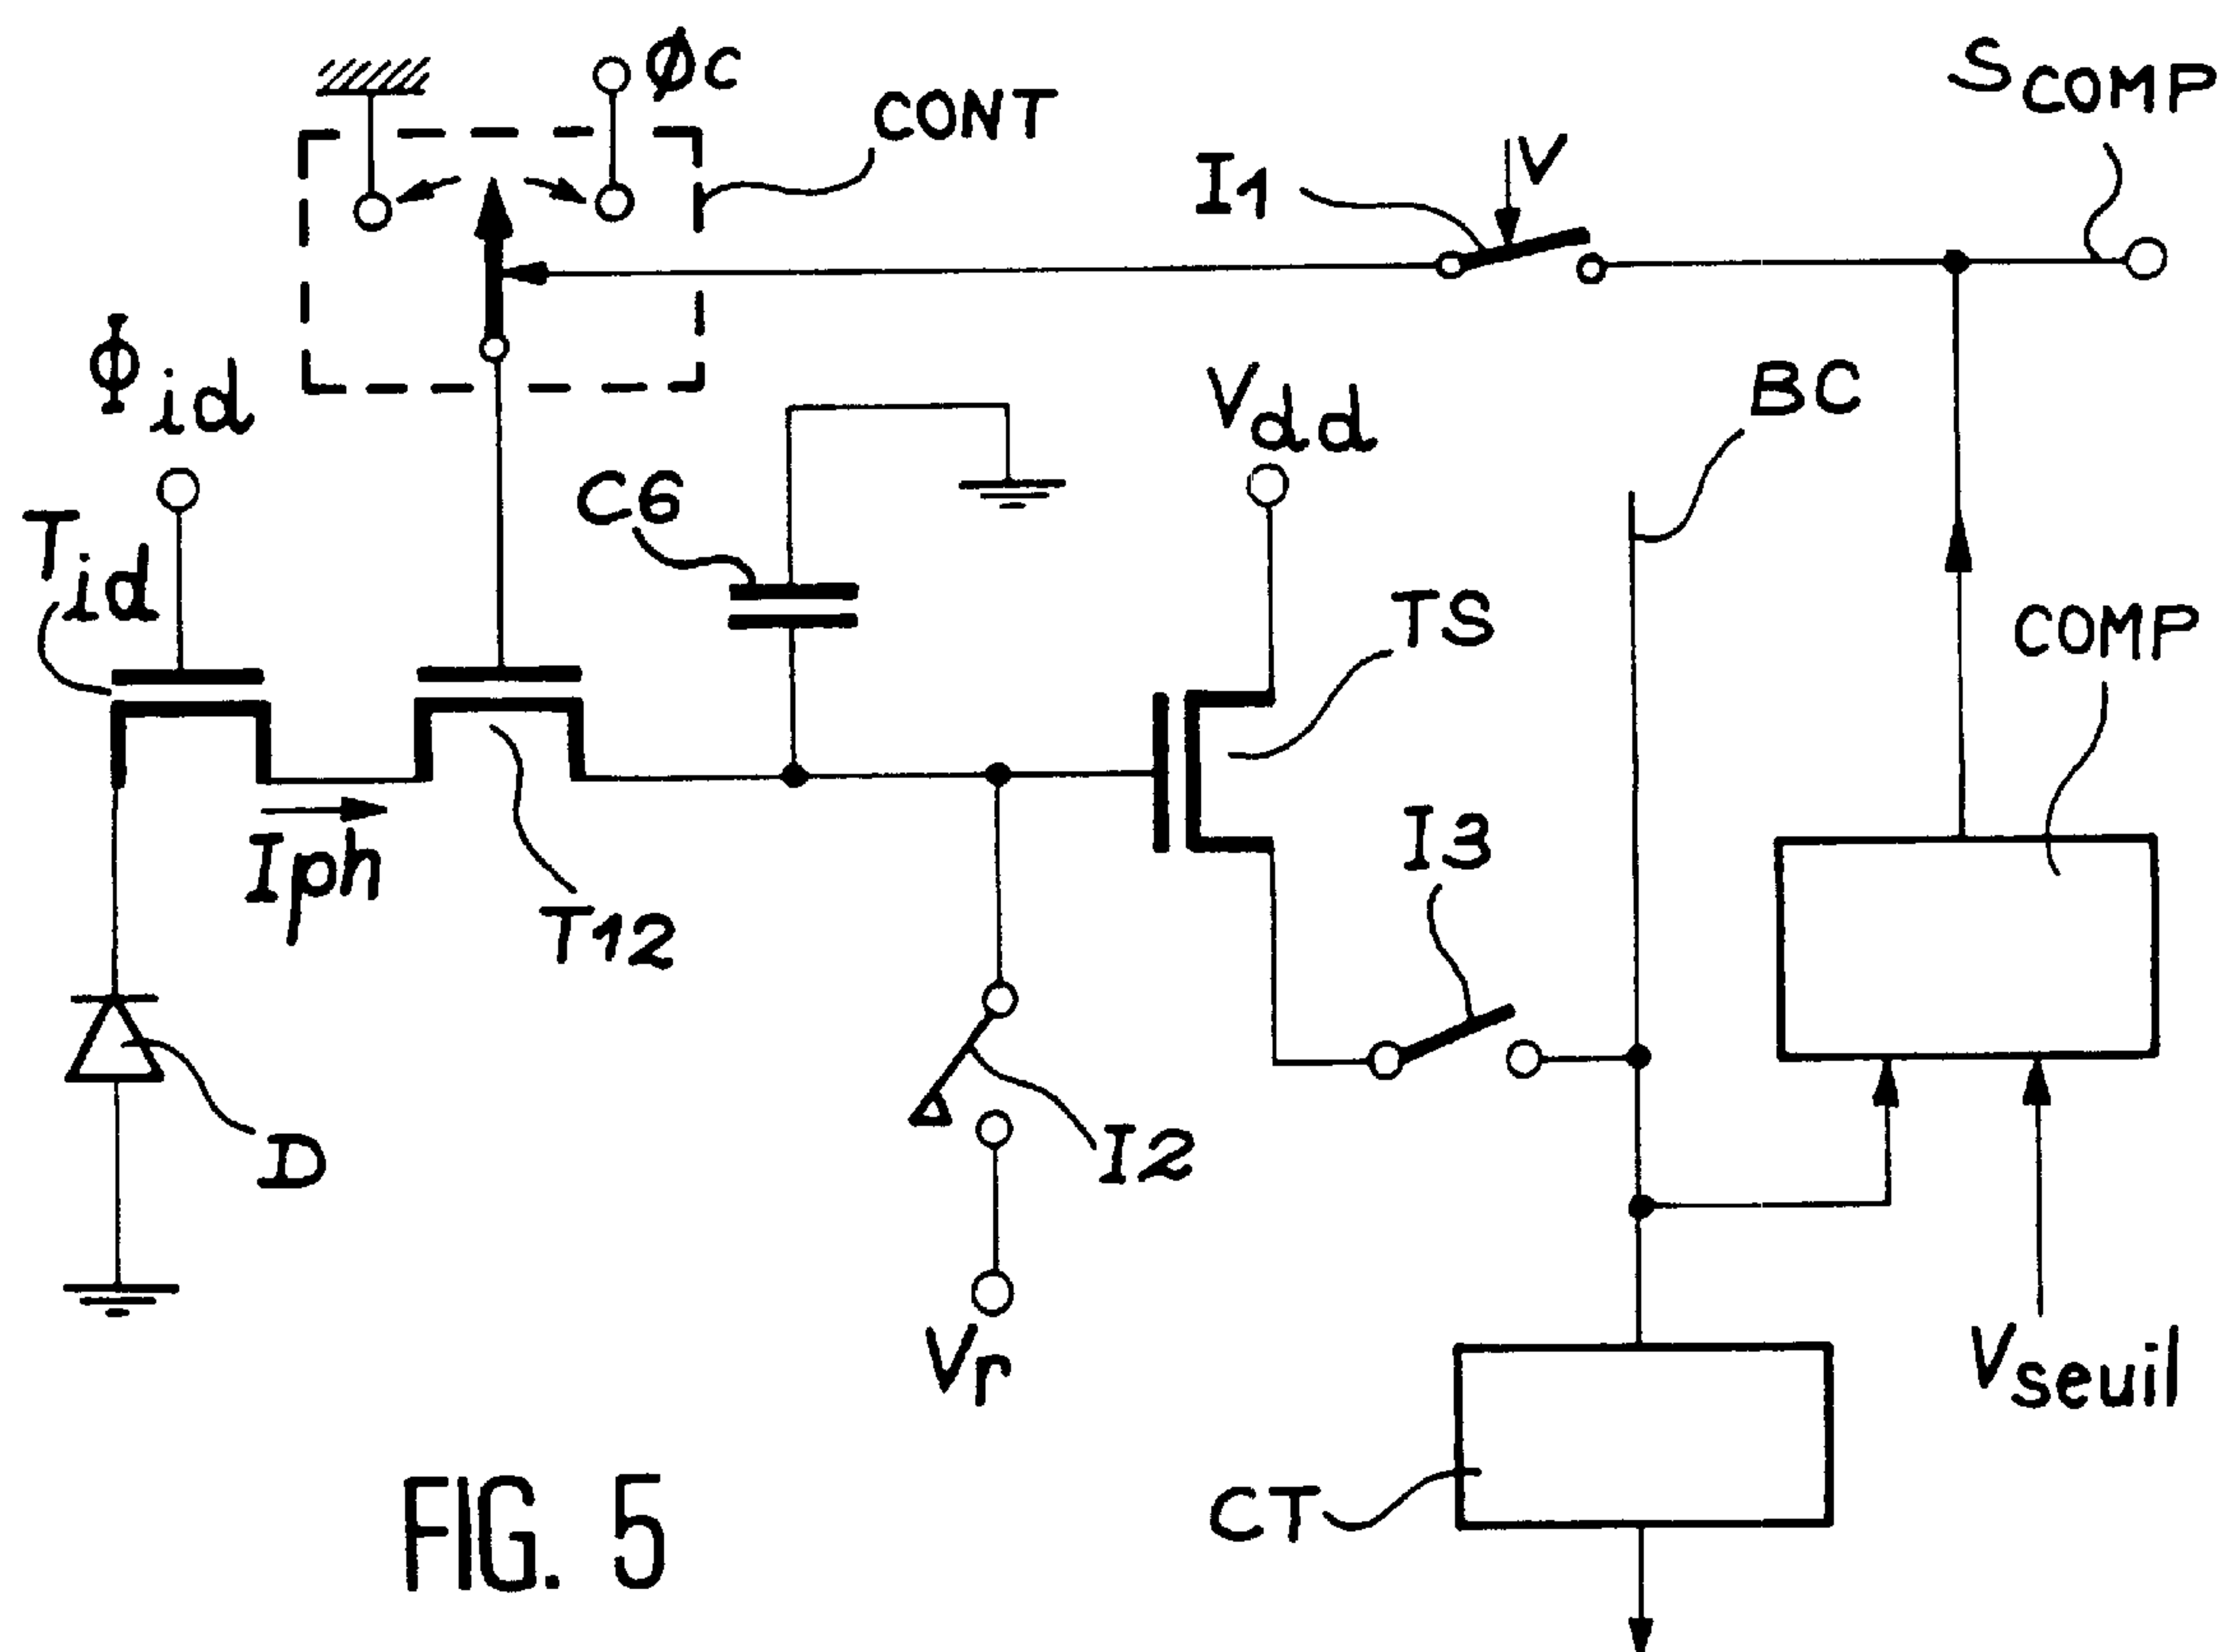 ϕc
CONT
SCOMP
V
I1
Φid
Vdd
BC
C6
Tid
TS
COMP
I3
Iph
T12
D
I2
Vr
Vseuil
CT
FIG. 5